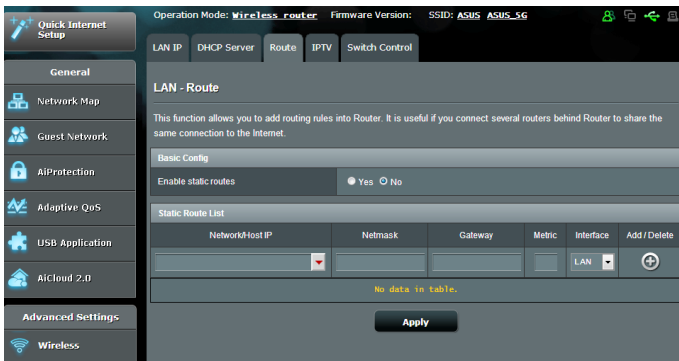 Quick Internet
Setup
Operation Mode: Wireless router Firmware Version: SSID: ASUS ASUS_5G
LAN IP DHCP Server Route IPTV Switch Control
General
Network Map
Guest Network
AiProtection
Adaptive QoS
USB Application
AiCloud 2.0
Advanced Settings
Wireless
LAN - Route
This function allows you to add routing rules into Router. It is useful if you connect several routers behind Router to share the
same connection to the Internet.
Basic Config
Enable static routes Yes No
Static Route List
Network/Host IP Netmask Gateway Metric Interface Add / Delete
LAN
No data in table.
Apply